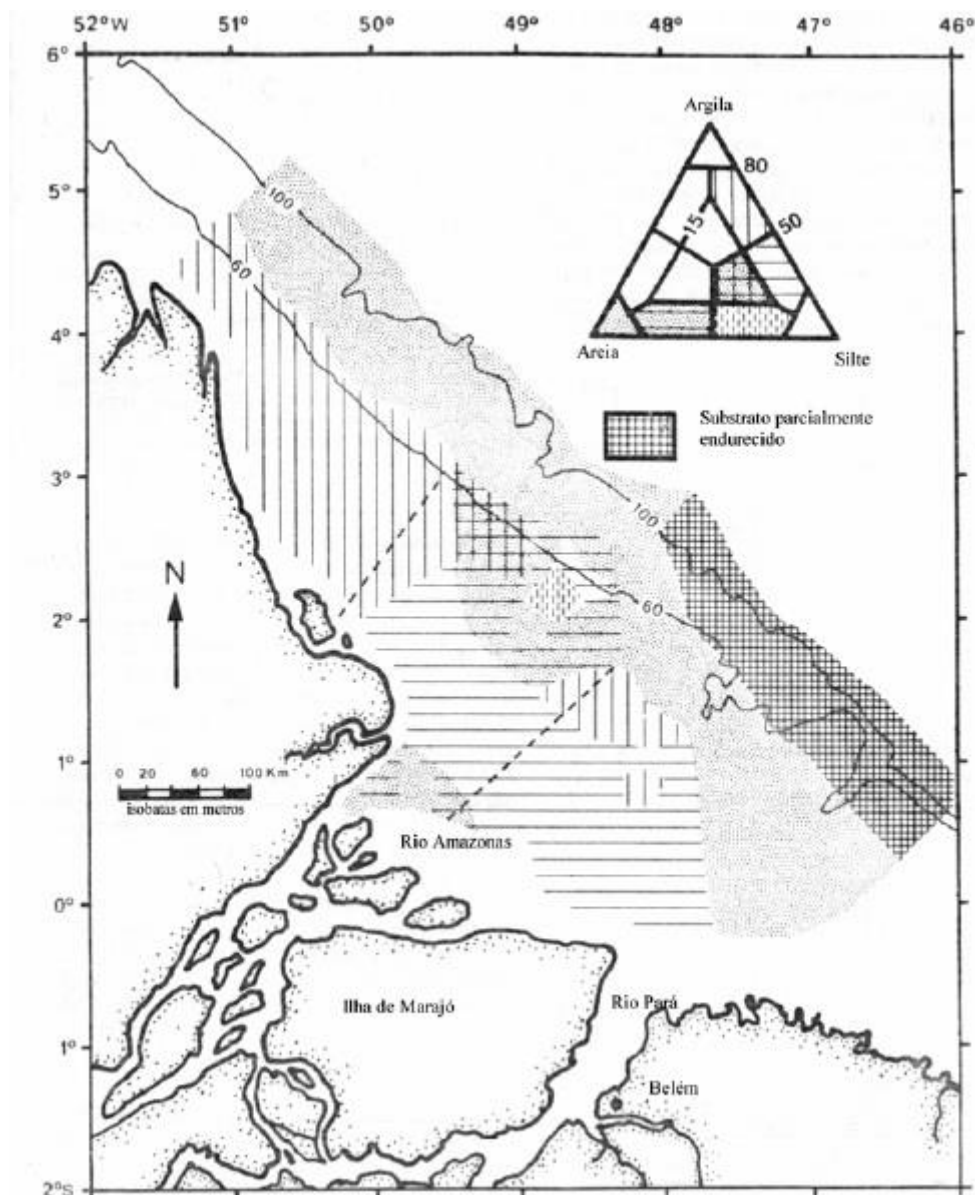 52°W 51° 50° 49° 48° 47° 46°
6°
5°
4°
3°
2°
1°
0°
1°
2°S
Argila
80
50
15
Areia
Silte
Substrato parcialmente
endurecido
100
60
100
60
N
0 20 40 60 100 Km
isobatas em metros
Rio Amazonas
Ilha de Marajó
Rio Pará
Belém